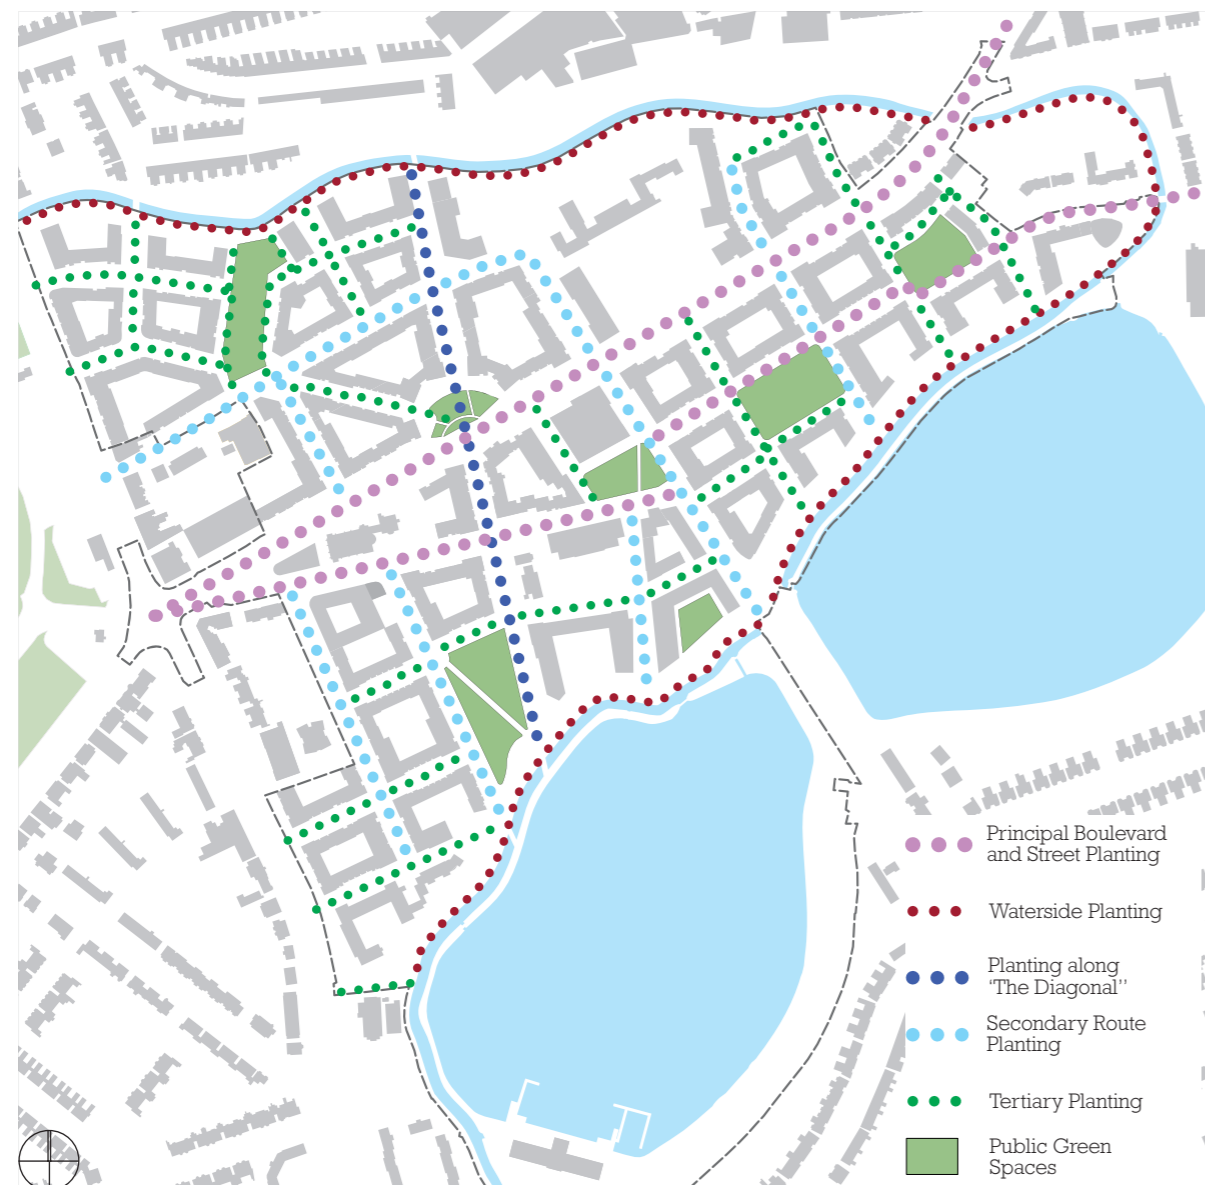 Principal Boulevard
and Street Planting
Waterside Planting
Planting along
‘The Diagonal’’
Secondary Route
Planting
Tertiary Planting
Public Green
Spaces